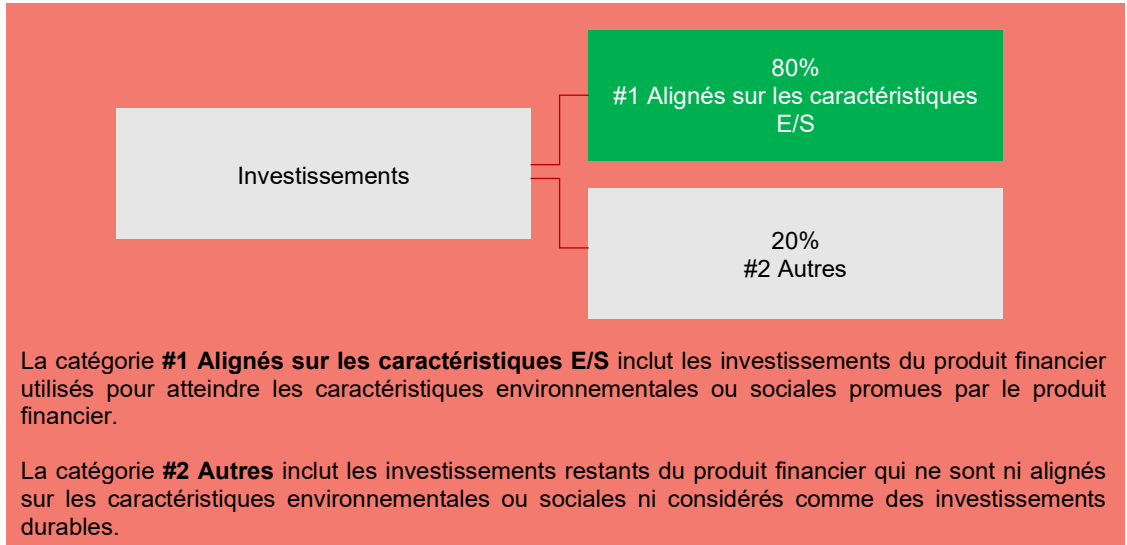 80%
#1 Alignés sur les caractéristiques
E/S
Investissements
20%
#2 Autres
La catégorie #1 Alignés sur les caractéristiques E/S inclut les investissements du produit financier
utilisés pour atteindre les caractéristiques environnementales ou sociales promues par le produit
financier.
La catégorie #2 Autres inclut les investissements restants du produit financier qui ne sont ni alignés
sur les caractéristiques environnementales ou sociales ni considérés comme des investissements
durables.